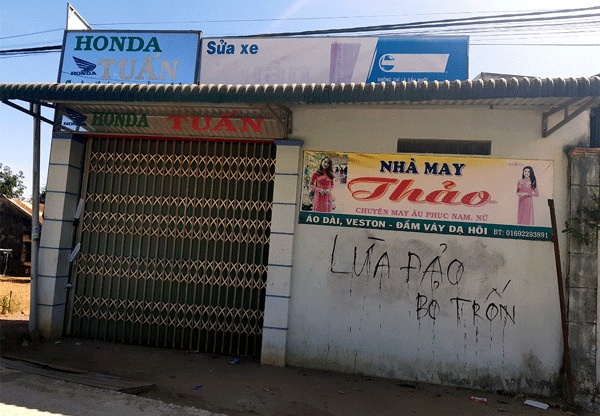 HONDA
TUẤN
HONDA
Sửa xe
HONDA TUẤN
NHÀ MAY
Thảo
CHUYÊN MAY ÂU PHỤC NAM, NỮ
ÁO DÀI, VESTON - ĐẦM VÁY DẠ HỘI ĐT: 01692293891
LỪA ĐẢO
BỎ TRỐN